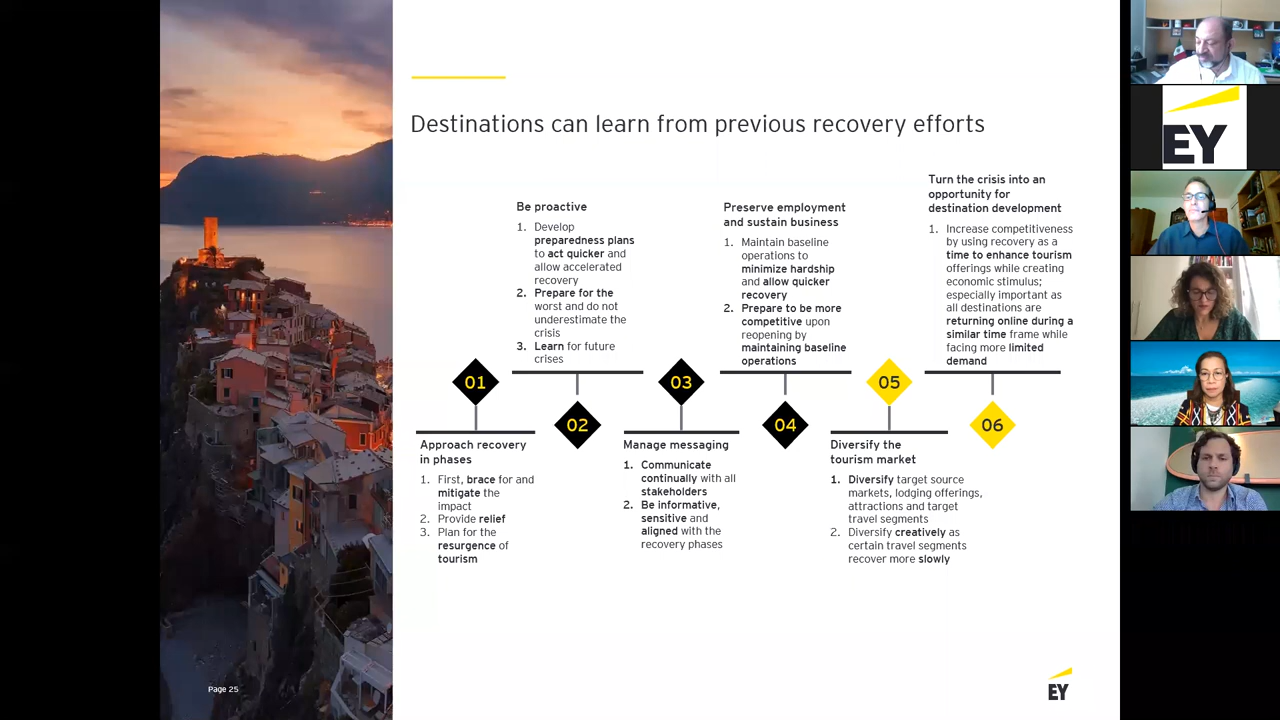 Destinations can learn from previous recovery efforts
01
Approach recovery
in phases
1. First, brace for and
mitigate the
impact
2. Provide relief
3. Plan for the
resurgence of
tourism
Be proactive
1. Develop
preparedness plans
to act quicker and
allow accelerated
recovery
2. Prepare for the
worst and do not
underestimate the
crisis
3. Learn for future
crises
02
03
Manage messaging
1. Communicate
continually with all
stakeholders
2. Be informative,
sensitive and
aligned with the
recovery phases
Preserve employment
and sustain business
1. Maintain baseline
operations to
minimize hardship
and allow quicker
recovery
2. Prepare to be more
competitive upon
reopening by
maintaining baseline
operations
04
05
Diversify the
tourism market
1. Diversify target source
markets, lodging offerings,
attractions and target
travel segments
2. Diversify creatively as
certain travel segments
recover more slowly
Turn the crisis into an
opportunity for
destination development
1. Increase competitiveness
by using recovery as a
time to enhance tourism
offerings while creating
economic stimulus;
especially important as
all destinations are
returning online during a
similar time frame while
facing more limited
demand
06
Page 25
EY
EY